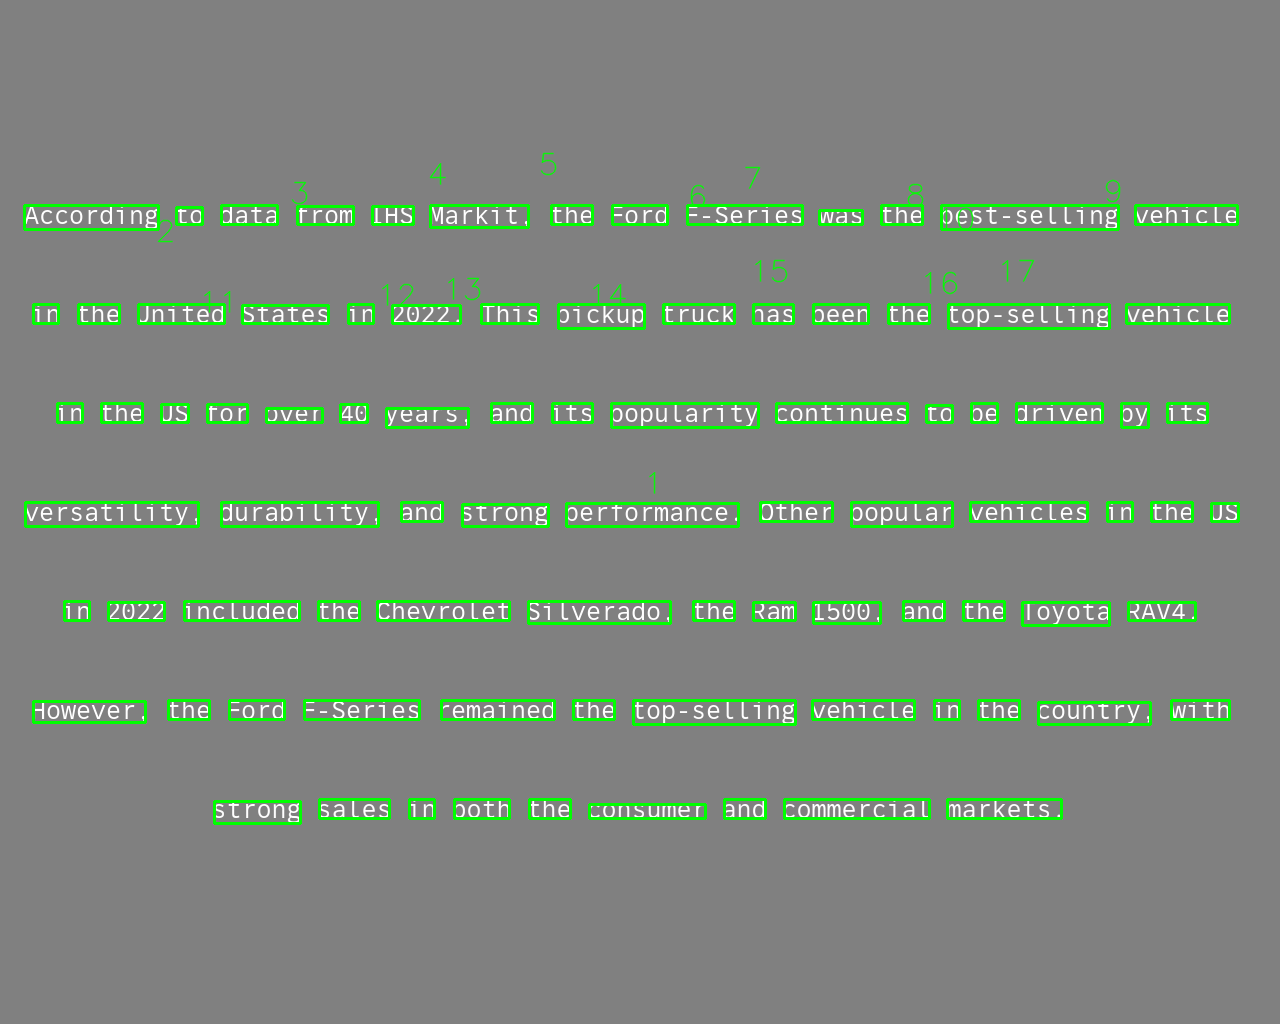 According to data from IHS Markit, the Ford F-Series was the best-selling vehicle
in the United States in 2022. This pickup truck has been the top-selling vehicle
in the US for over 40 years, and its popularity continues to be driven by its
versatility, durability, and strong performance. Other popular vehicles in the US
in 2022 included the Chevrolet Silverado, the Ram 1500, and the Toyota RAV4.
However, the Ford F-Series remained the top-selling vehicle in the country, with
strong sales in both the consumer and commercial markets.
1
2
3
4
5
6
7
8
9
11
12
13
14
15
16
17